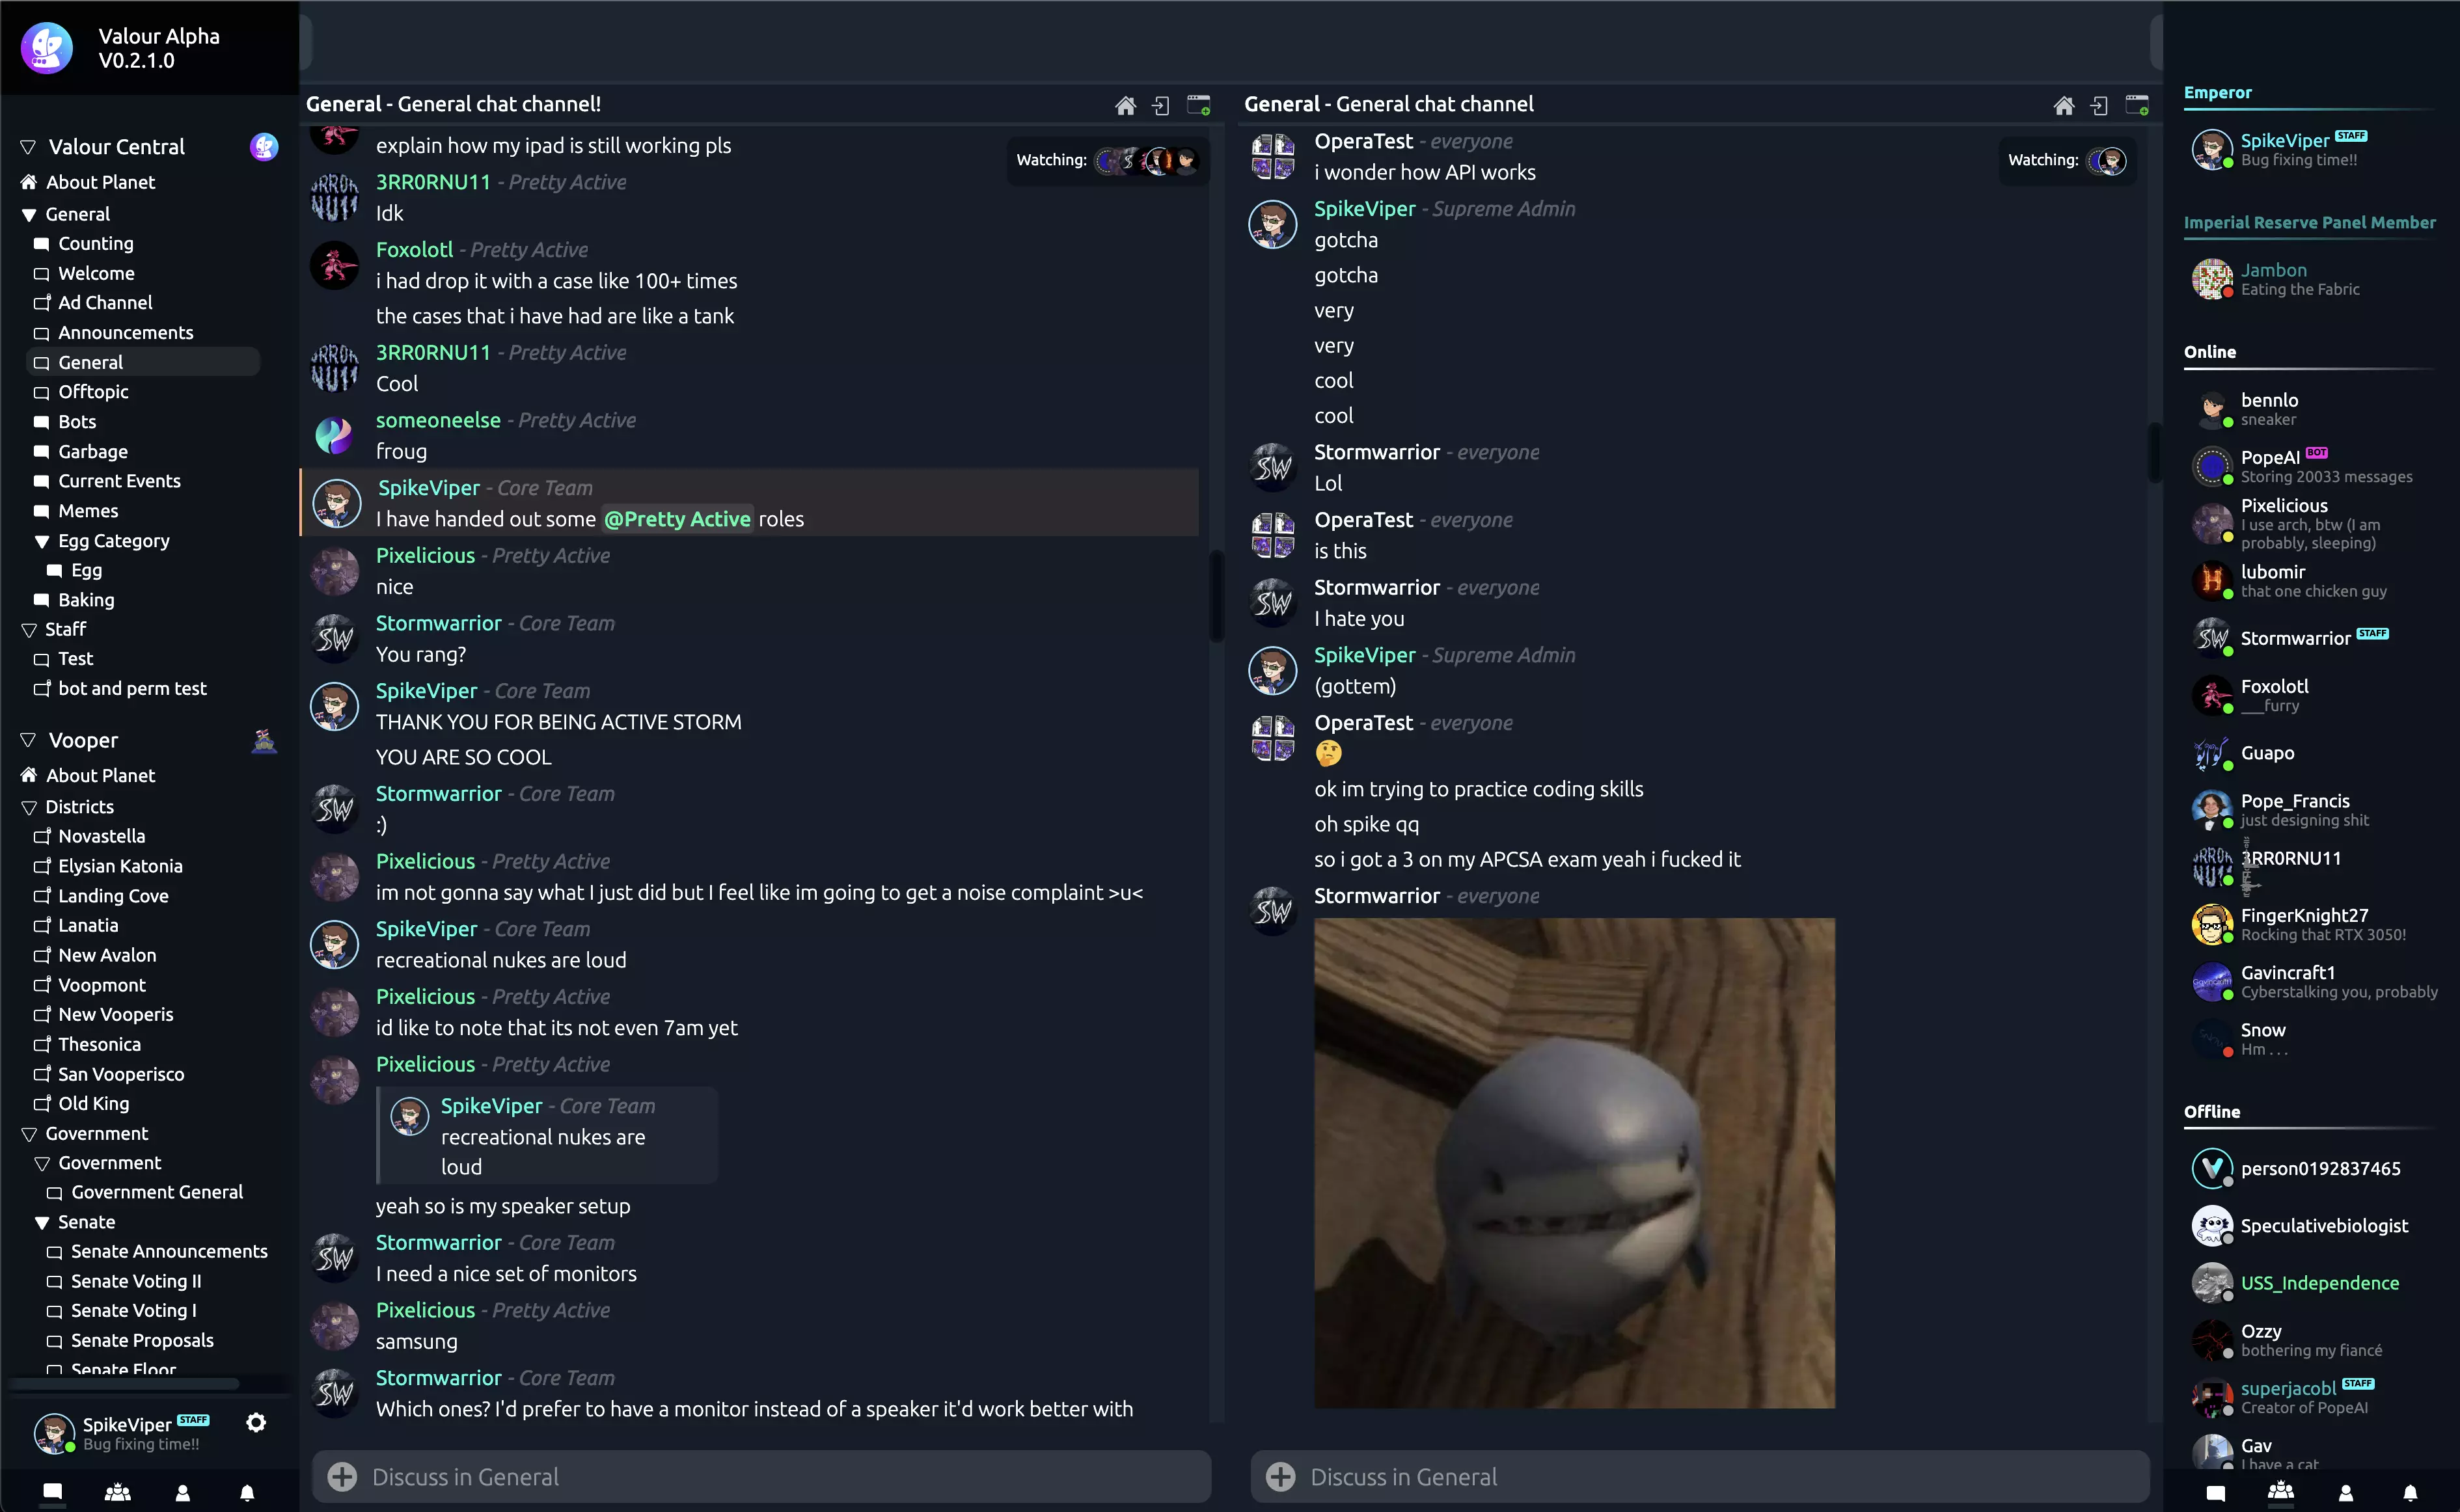 Valour Alpha
V0.2.1.0
Valour Central
About Planet
General
Counting
Welcome
Ad Channel
Announcements
General
Offtopic
Bots
Garbage
Current Events
Memes
Egg Category
Egg
Baking
Staff
Test
bot and perm test
Vooper
About Planet
Districts
Novastella
Elysian Katonia
Landing Cove
Lanatia
New Avalon
Voopmont
New Vooperis
Thesonica
San Vooperisco
Old King
Government
Government
Government General
Senate
Senate Announcements
Senate Voting II
Senate Voting I
Senate Proposals
Senate Floor
SpikeViper STAFF
Bug fixing time!!
General - General chat channel!
explain how my ipad is still working pls
Watching:
3RR0RNU11 - Pretty Active
Idk
Foxolotl - Pretty Active
i had drop it with a case like 100+ times
the cases that i have had are like a tank
3RR0RNU11 - Pretty Active
Cool
someoneelse - Pretty Active
froug
SpikeViper - Core Team
I have handed out some @Pretty Active roles
Pixelicious - Pretty Active
nice
Stormwarrior - Core Team
You rang?
SpikeViper - Core Team
THANK YOU FOR BEING ACTIVE STORM
YOU ARE SO COOL
Stormwarrior - Core Team
:)
Pixelicious - Pretty Active
im not gonna say what I just did but I feel like im going to get a noise complaint >u<
SpikeViper - Core Team
recreational nukes are loud
Pixelicious - Pretty Active
id like to note that its not even 7am yet
Pixelicious - Pretty Active
SpikeViper - Core Team
recreational nukes are
loud
yeah so is my speaker setup
Stormwarrior - Core Team
I need a nice set of monitors
Pixelicious - Pretty Active
samsung
Stormwarrior - Core Team
Which ones? I'd prefer to have a monitor instead of a speaker it'd work better with
Discuss in General
General - General chat channel
OperaTest - everyone
i wonder how API works
Watching:
SpikeViper - Supreme Admin
gotcha
gotcha
very
very
cool
cool
Stormwarrior - everyone
Lol
OperaTest - everyone
is this
Stormwarrior - everyone
I hate you
SpikeViper - Supreme Admin
(gottem)
OperaTest - everyone
🤔
ok im trying to practice coding skills
oh spike qq
so i got a 3 on my APCSA exam yeah i fucked it
Stormwarrior - everyone
Discuss in General
Emperor
SpikeViper STAFF
Bug fixing time!!
Imperial Reserve Panel Member
Jambon
Eating the Fabric
Online
bennlo
sneaker
PopeAI BOT
Storing 20033 messages
Pixelicious
I use arch, btw (I am
probably, sleeping)
lubomir
that one chicken guy
Stormwarrior STAFF
Foxolotl
___furry
Guapo
Pope_Francis
just designing shit
3RR0RNU11
FingerKnight27
Rocking that RTX 3050!
Gavincraft1
Cyberstalking you, probably
Snow
Hm . . .
Offline
person0192837465
Speculativebiologist
USS_Independence
Ozzy
bothering my fiancé
superjacobl STAFF
Creator of PopeAI
Gav
I have a cat